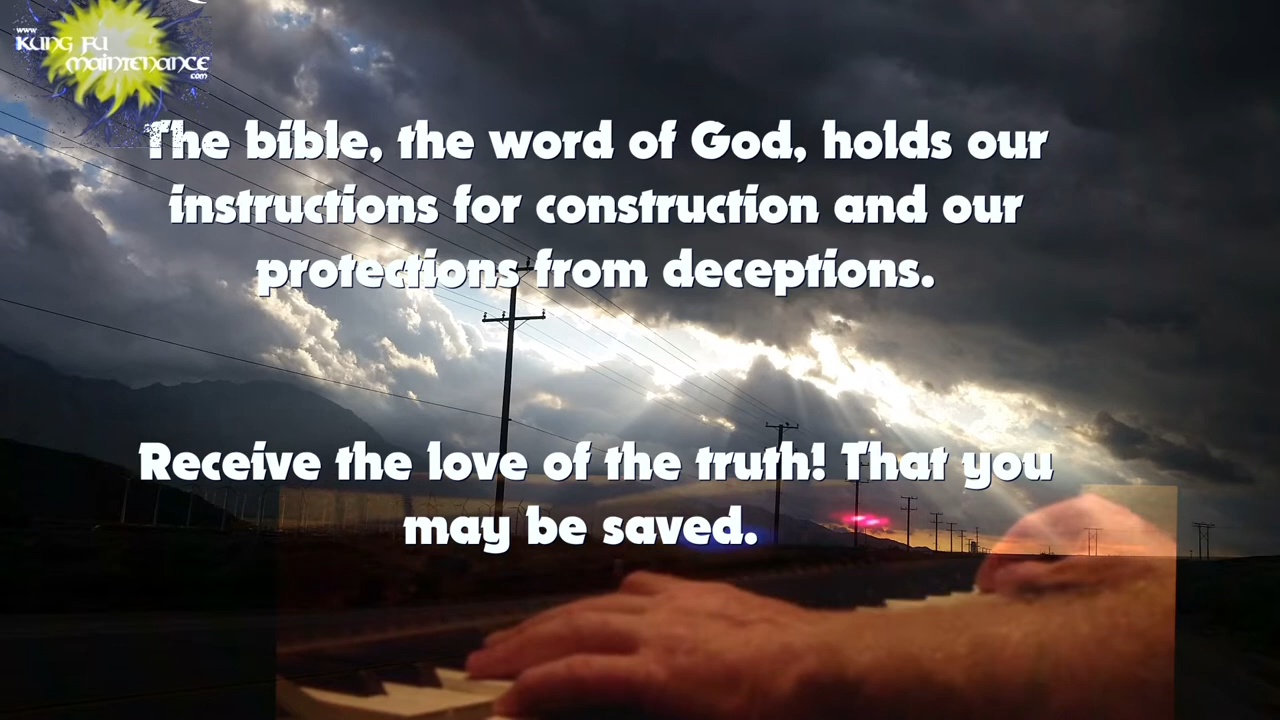 www
KUNG FU
MAINTENANCE
.com
The bible, the word of God, holds our
instructions for construction and our
protections from deceptions.
Receive the love of the truth! That you
may be saved.